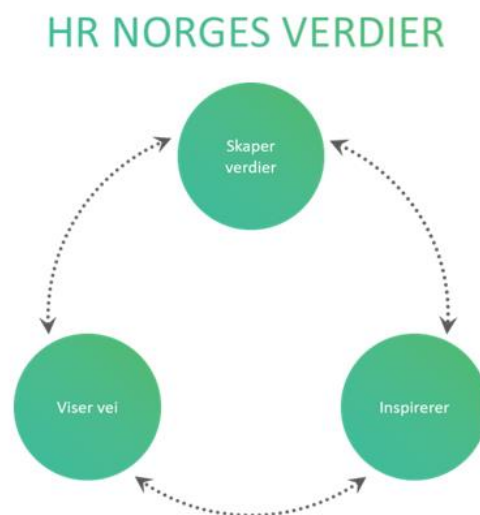 HR NORGES VERDIER
Skaper
verdier
Viser vei
Inspirerer